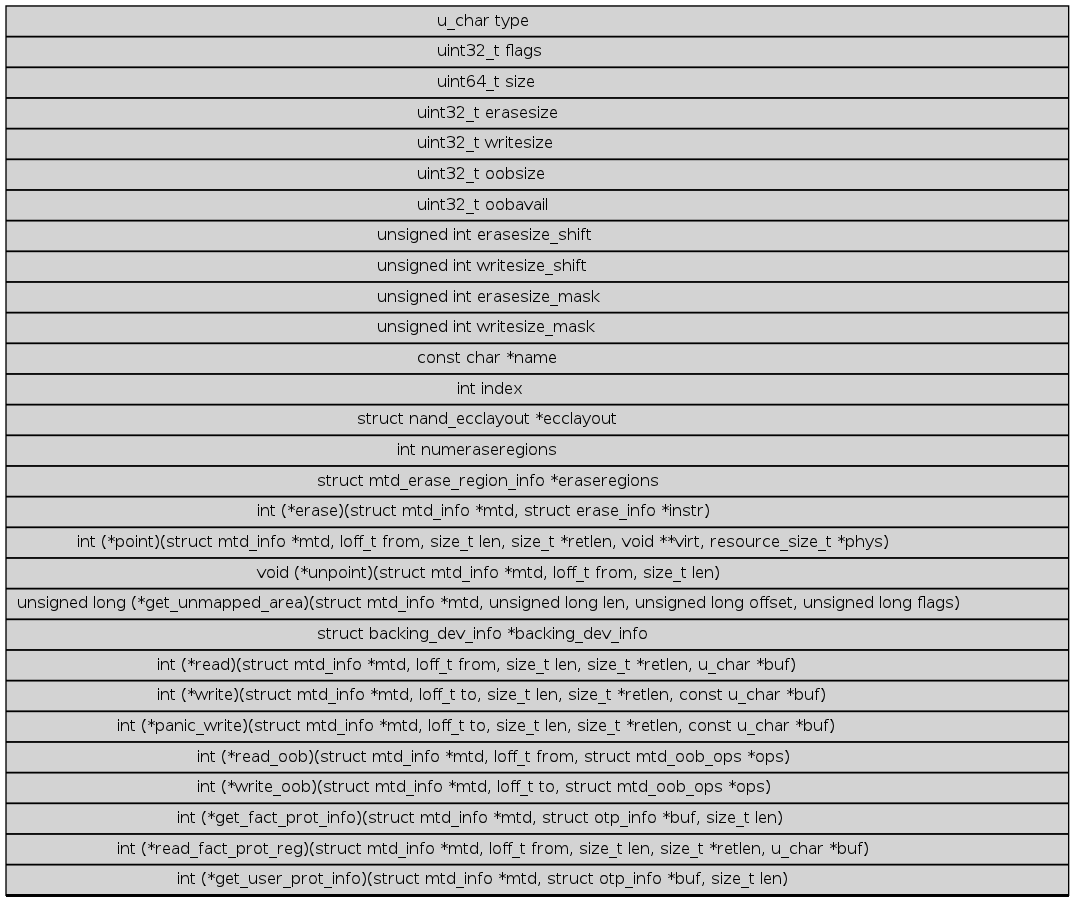 u_char type
uint32_t flags
uint64_t size
uint32_t erasesize
uint32_t writesize
uint32_t oobsize
uint32_t oobavail
unsigned int erasesize_shift
unsigned int writesize_shift
unsigned int erasesize_mask
unsigned int writesize_mask
const char *name
int index
struct nand_ecclayout *ecclayout
int numeraseregions
struct mtd_erase_region_info *eraseregions
int (*erase)(struct mtd_info *mtd, struct erase_info *instr)
int (*point)(struct mtd_info *mtd, loff_t from, size_t len, size_t *retlen, void **virt, resource_size_t *phys)
void (*unpoint)(struct mtd_info *mtd, loff_t from, size_t len)
unsigned long (*get_unmapped_area)(struct mtd_info *mtd, unsigned long len, unsigned long offset, unsigned long flags)
struct backing_dev_info *backing_dev_info
int (*read)(struct mtd_info *mtd, loff_t from, size_t len, size_t *retlen, u_char *buf)
int (*write)(struct mtd_info *mtd, loff_t to, size_t len, size_t *retlen, const u_char *buf)
int (*panic_write)(struct mtd_info *mtd, loff_t to, size_t len, size_t *retlen, const u_char *buf)
int (*read_oob)(struct mtd_info *mtd, loff_t from, struct mtd_oob_ops *ops)
int (*write_oob)(struct mtd_info *mtd, loff_t to, struct mtd_oob_ops *ops)
int (*get_fact_prot_info)(struct mtd_info *mtd, struct otp_info *buf, size_t len)
int (*read_fact_prot_reg)(struct mtd_info *mtd, loff_t from, size_t len, size_t *retlen, u_char *buf)
int (*get_user_prot_info)(struct mtd_info *mtd, struct otp_info *buf, size_t len)